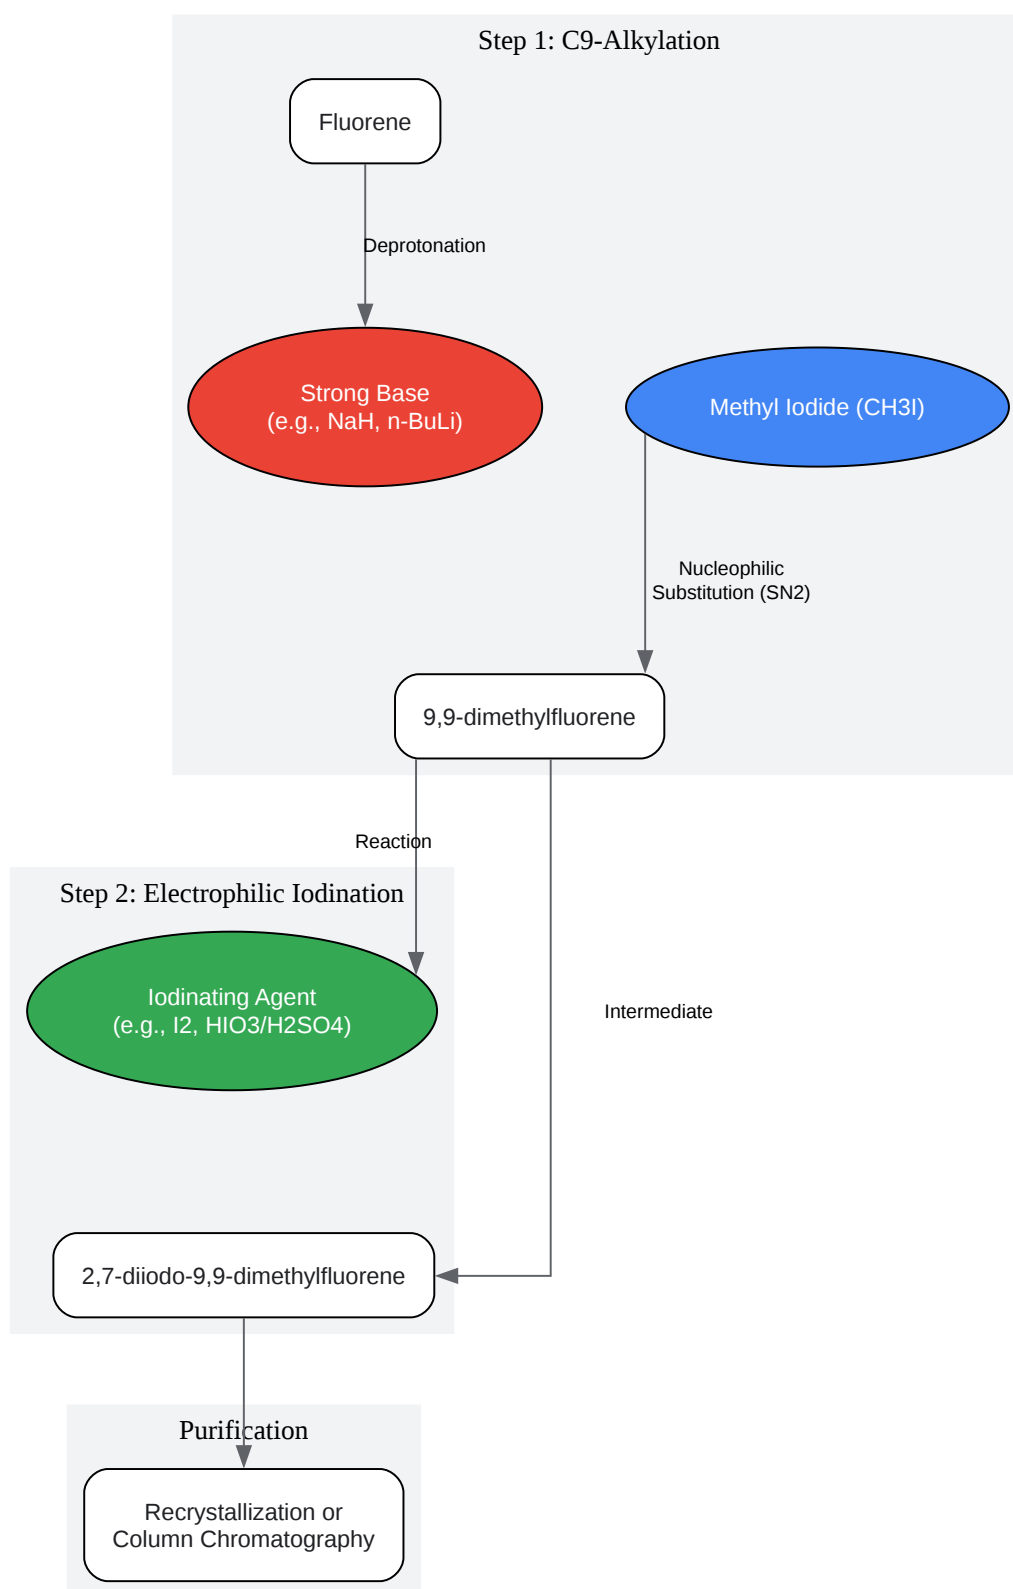 Step 1: C9-Alkylation
Fluorene
Deprotonation
Strong Base
(e.g., NaH, n-BuLi)
Methyl Iodide (CH3I)
Nucleophilic
Substitution (SN2)
9,9-dimethylfluorene
Reaction
Step 2: Electrophilic Iodination
Iodinating Agent
(e.g., I2, HIO3/H2SO4)
Intermediate
2,7-diiodo-9,9-dimethylfluorene
Purification
Recrystallization or
Column Chromatography